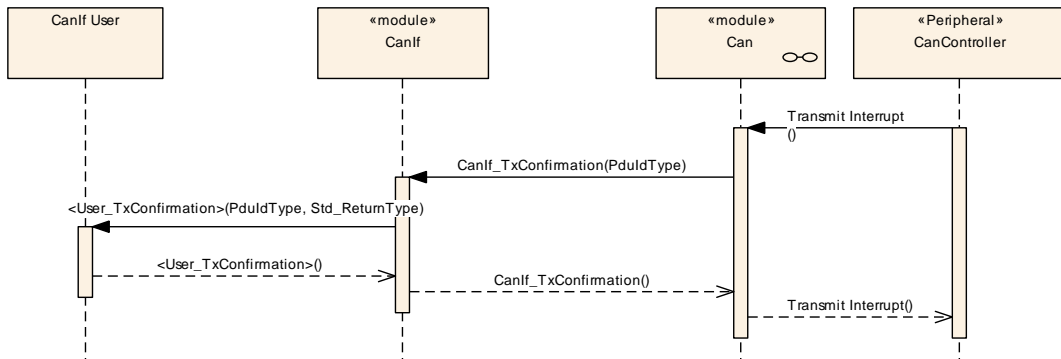 CanIf User
«module»
CanIf
«module»
Can
«Peripheral»
CanController
Transmit Interrupt
()
CanIf_TxConfirmation(PduIdType)
<User_TxConfirmation>(PduIdType, Std_ReturnType)
<User_TxConfirmation>()
CanIf_TxConfirmation()
Transmit Interrupt()